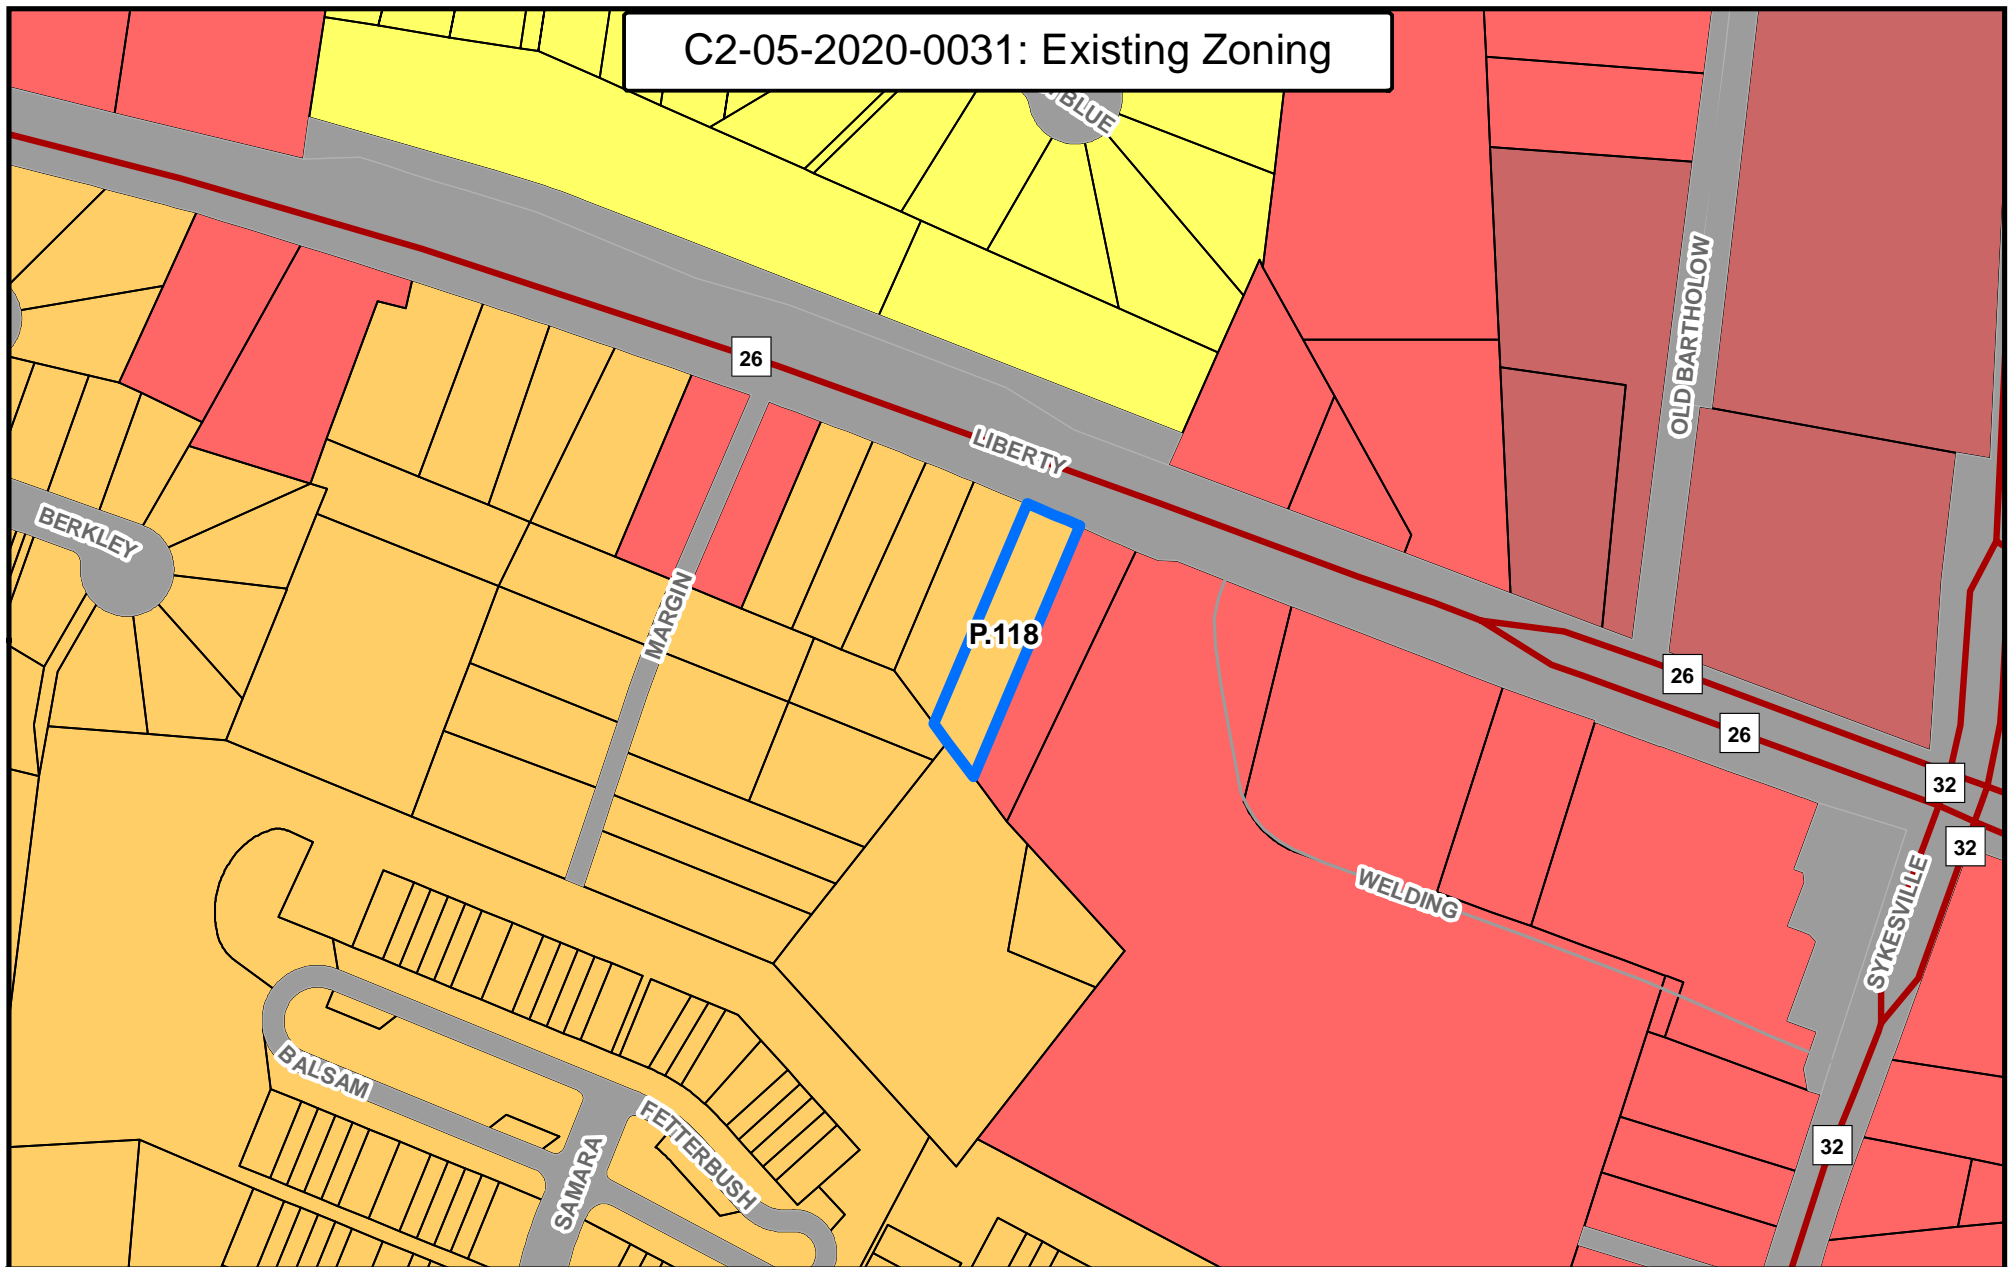 C2-05-2020-0031: Existing Zoning
BLUE
OLD BARTHOLOW
26
LIBERTY
BERKLEY
MARGIN
P.118
26
26
32
32
SYKESVILLE
WELDING
BALSAM
FETTERBUSH
SAMARA
32